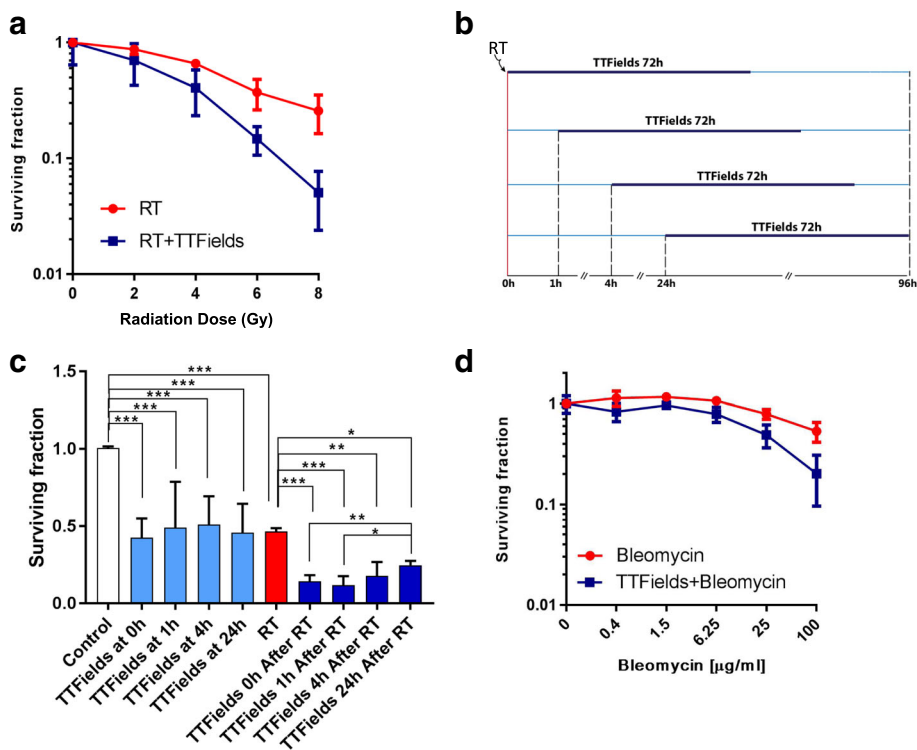 a
1
0.1
0.01
Surviving fraction
RT
RT+TTFields
0 2 4 6 8
Radiation Dose (Gy)
b
RT
TTFields 72h
TTFields 72h
TTFields 72h
TTFields 72h
0h 1h 4h 24h 96h
c
1.5
1.0
0.5
0.0
Surviving fraction
***
***
***
***
***
*
**
***
***
**
*
Control
TTFields at 0h
TTFields at 1h
TTFields at 4h
TTFields at 24h
RT
TTFields 0h After RT
TTFields 1h After RT
TTFields 4h After RT
TTFields 24h After RT
d
1
0.1
0.01
Surviving fraction
Bleomycin
TTFields+Bleomycin
0 0.4 1.5 6.25 25 100
Bleomycin [µg/ml]